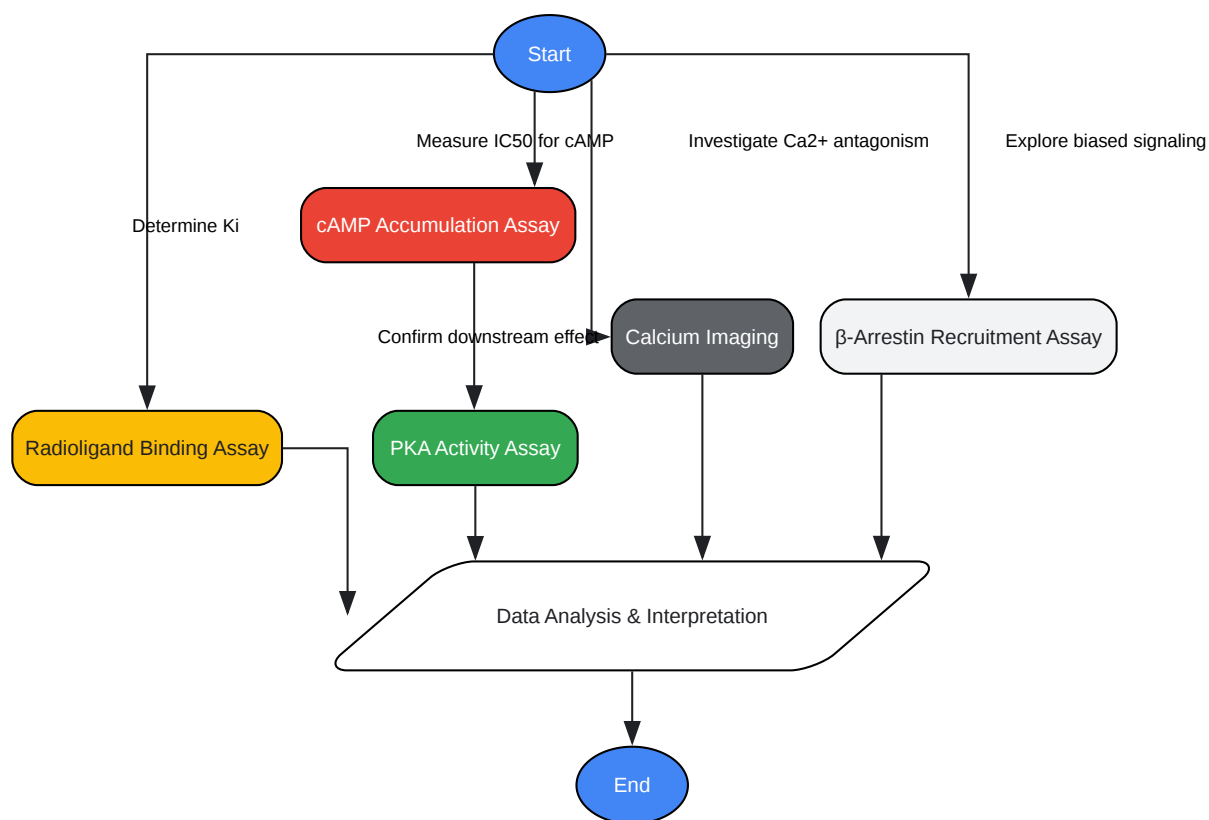 Start
Measure IC50 for cAMP
Investigate Ca2+ antagonism
Explore biased signaling
Determine Ki
cAMP Accumulation Assay
Confirm downstream effect
Calcium Imaging
β-Arrestin Recruitment Assay
Radioligand Binding Assay
PKA Activity Assay
Data Analysis & Interpretation
End